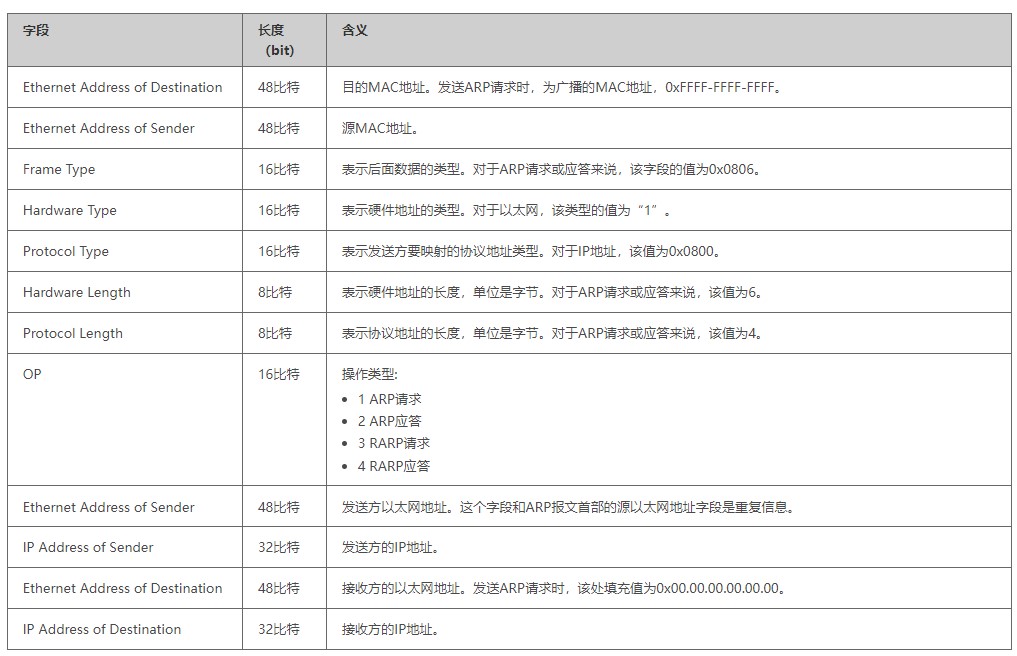 字段 长度 含义
（bit）
Ethernet Address of Destination 48比特 目的MAC地址。发送ARP请求时，为广播的MAC地址，0xFFFF-FFFF-FFFF。
Ethernet Address of Sender 48比特 源MAC地址。
Frame Type 16比特 表示后面数据的类型。对于ARP请求或应答来说，该字段的值为0x0806。
Hardware Type 16比特 表示硬件地址的类型。对于以太网，该类型的值为“1”。
Protocol Type 16比特 表示发送方要映射的协议地址类型。对于IP地址，该值为0x0800。
Hardware Length 8比特 表示硬件地址的长度，单位是字节。对于ARP请求或应答来说，该值为6。
Protocol Length 8比特 表示协议地址的长度，单位是字节。对于ARP请求或应答来说，该值为4。
OP 16比特 操作类型:
• 1 ARP请求
• 2 ARP应答
• 3 RARP请求
• 4 RARP应答
Ethernet Address of Sender 48比特 发送方以太网地址。这个字段和ARP报文首部的源以太网地址字段是重复信息。
IP Address of Sender 32比特 发送方的IP地址。
Ethernet Address of Destination 48比特 接收方的以太网地址。发送ARP请求时，该处填充值为0x00.00.00.00.00.00。
IP Address of Destination 32比特 接收方的IP地址。